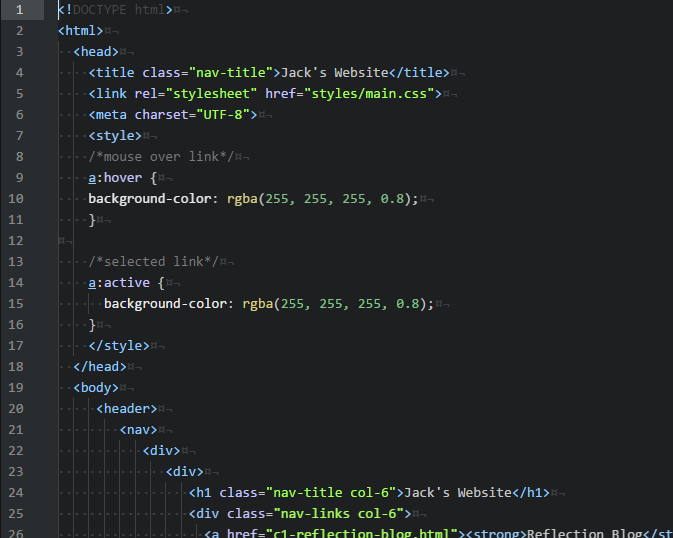 1 <!DOCTYPE html>
2 <html>
3 <head>
4 <title class="nav-title">Jack's Website</title>
5 <link rel="stylesheet" href="styles/main.css">
6 <meta charset="UTF-8">
7 <style>
8 /*mouse over link*/
9 a:hover {
10 background-color: rgba(255, 255, 255, 0.8);
11 }
12
13 /*selected link*/
14 a:active {
15 background-color: rgba(255, 255, 255, 0.8);
16 }
17 </style>
18 </head>
19 <body>
20 <header>
21 <nav>
22 <div>
23 <div>
24 <h1 class="nav-title col-6">Jack's Website</h1>
25 <div class="nav-links col-6">
26 <a href="c1-reflection-blog.html"><strong>Reflection Blog</st